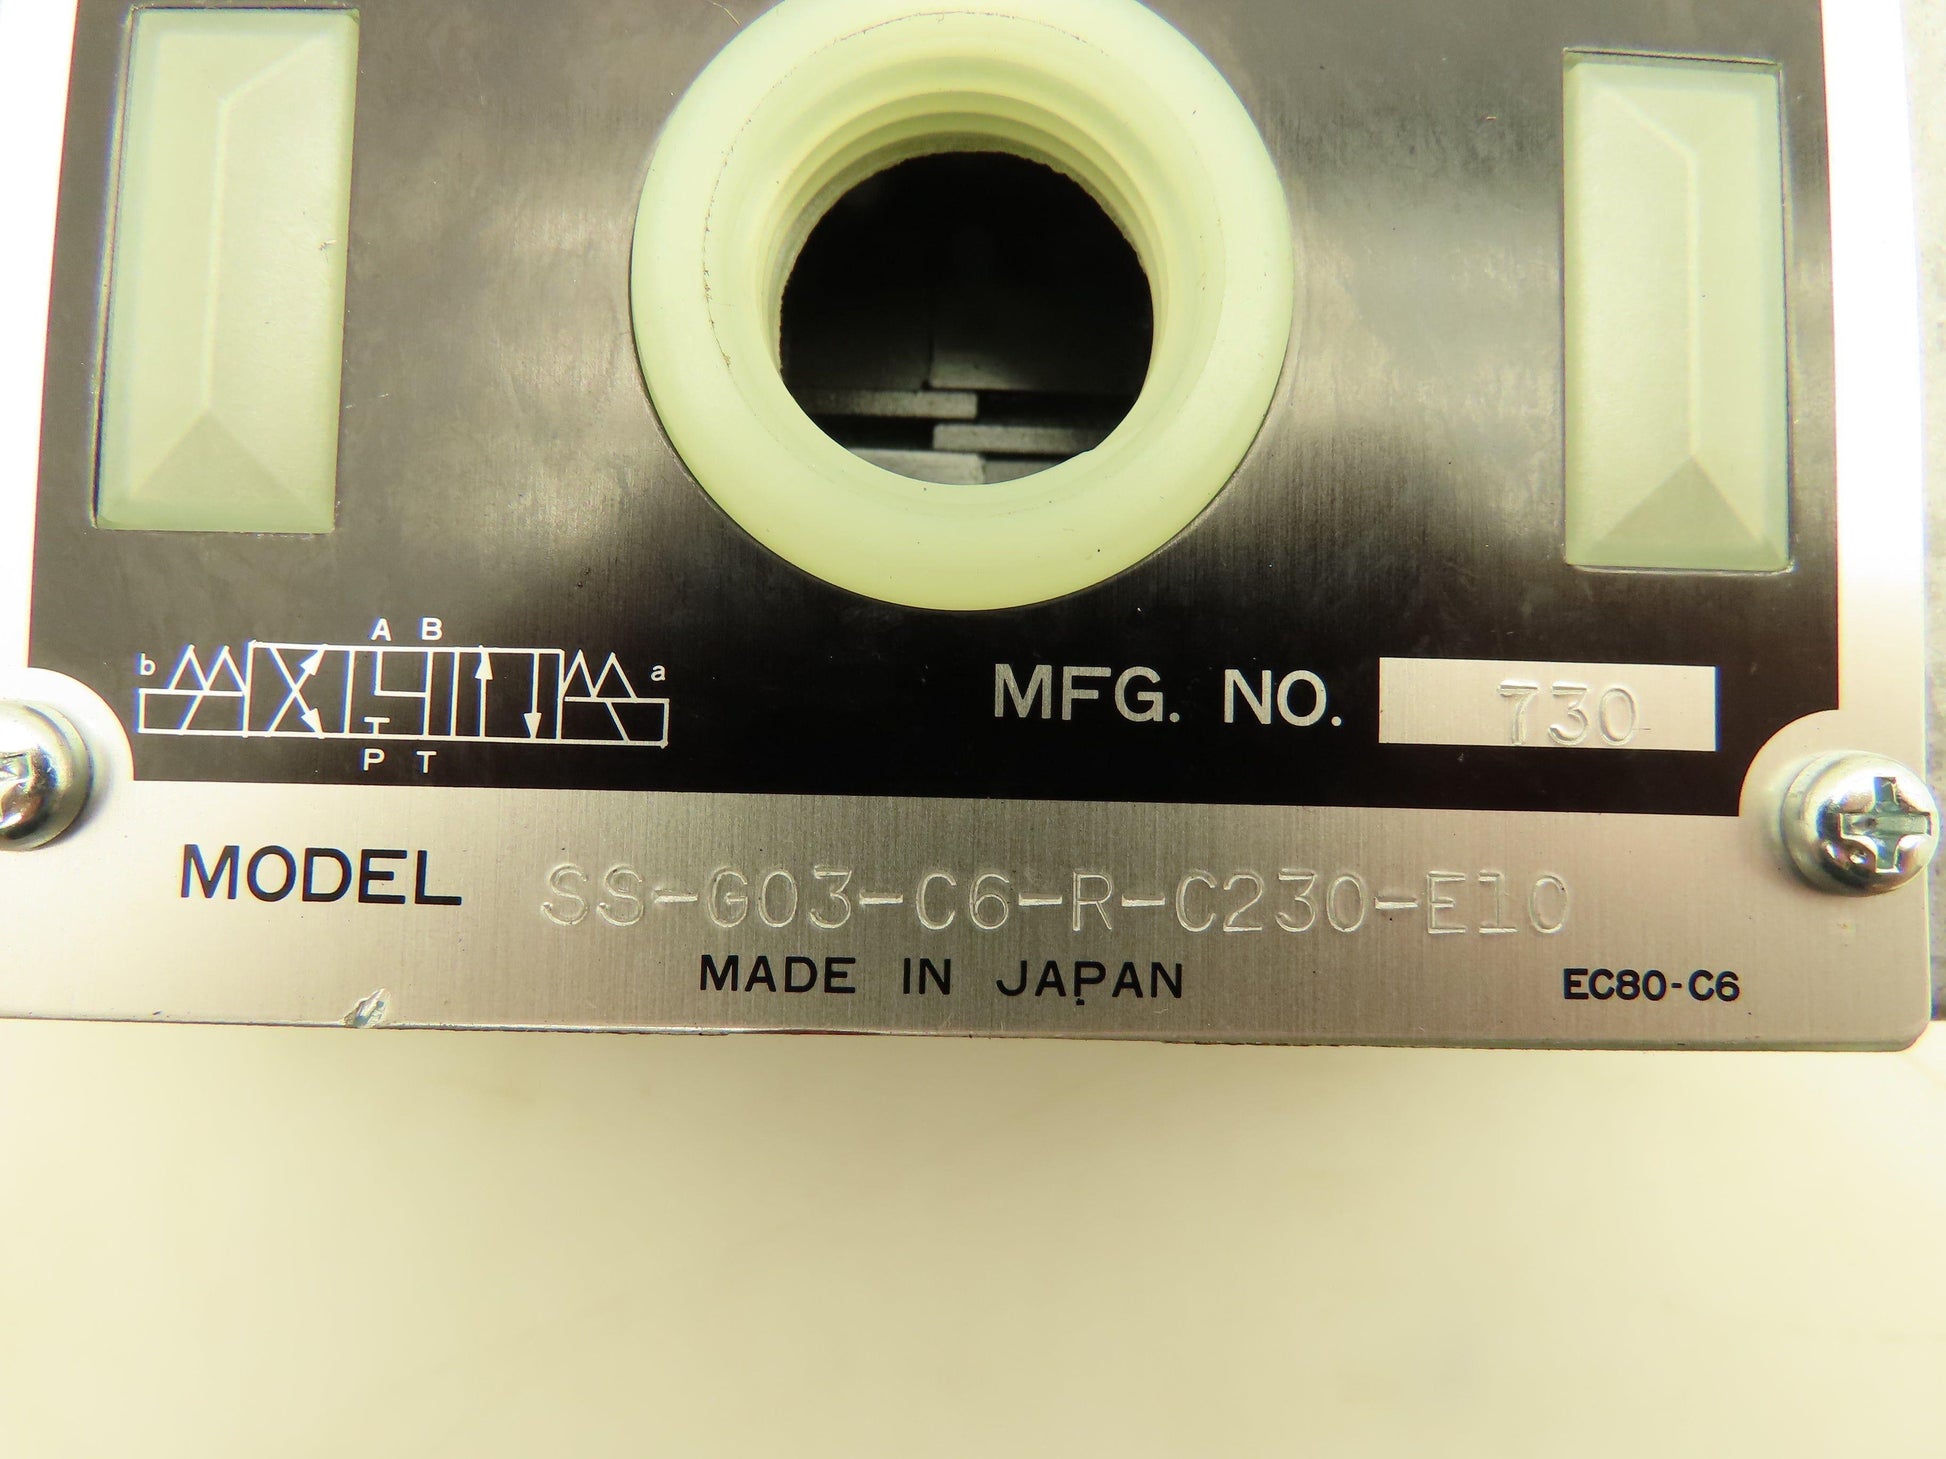 A B
b a
P T
MFG. NO. 730
MODEL SS-G03-C6-R-C230-E10
MADE IN JAPAN EC80-C6